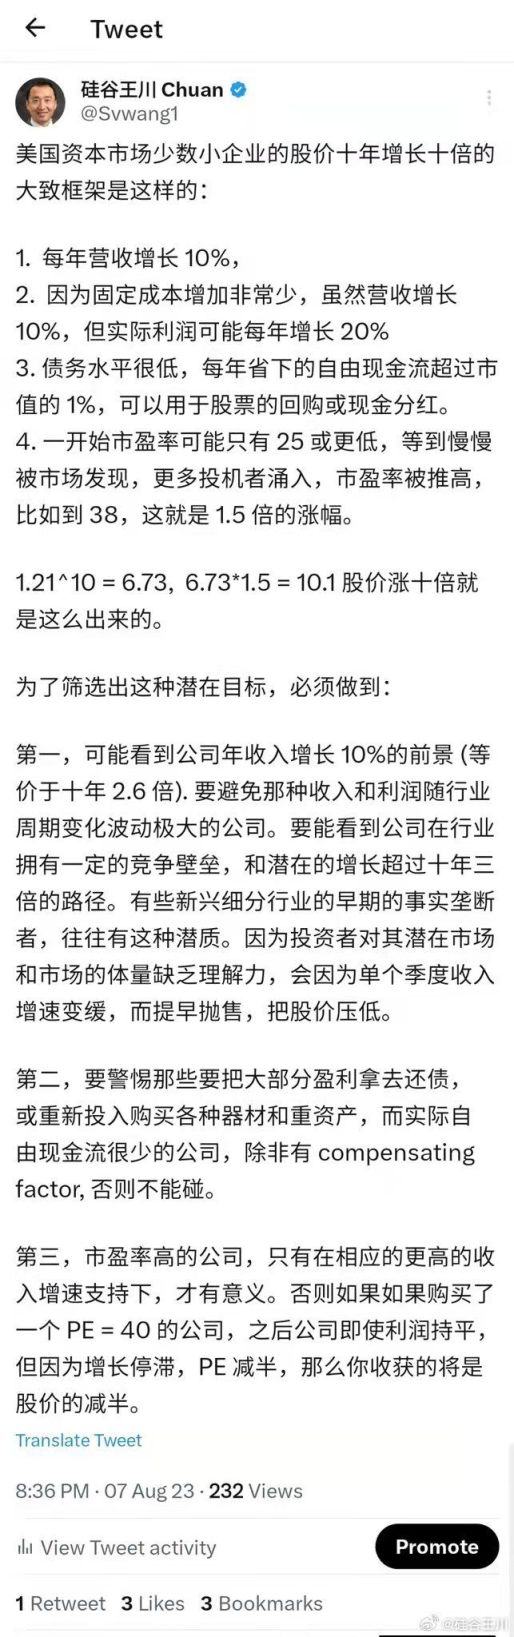 Tweet
硅谷王川 Chuan
@Svwang1
美国资本市场少数小企业的股价十年增长十倍的
大致框架是这样的：
1. 每年营收增长 10%，
2. 因为固定成本增加非常少，虽然营收增长
10%，但实际利润可能每年增长 20%
3. 债务水平很低，每年省下的自由现金流超过市
值的 1%，可以用于股票的回购或现金分红。
4. 一开始市盈率可能只有 25 或更低，等到慢慢
被市场发现，更多投机者涌入，市盈率被推高，
比如到 38，这就是 1.5 倍的涨幅。
1.21^10 = 6.73, 6.73*1.5 = 10.1 股价涨十倍就
是这么出来的。
为了筛选出这种潜在目标，必须做到：
第一，可能看到公司年收入增长 10%的前景 (等
价于十年 2.6 倍). 要避免那种收入和利润随行业
周期变化波动极大的公司。要能看到公司在行业
拥有一定的竞争壁垒，和潜在的增长超过十年三
倍的路径。有些新兴细分行业的早期的事实垄断
者，往往有这种潜质。因为投资者对其潜在市场
和市场的体量缺乏理解力，会因为单个季度收入
增速变缓，而提早抛售，把股价压低。
第二，要警惕那些要把大部分盈利拿去还债，
或重新投入购买各种器材和重资产，而实际自
由现金流很少的公司，除非有 compensating
factor, 否则不能碰。
第三，市盈率高的公司，只有在相应的更高的收
入增速支持下，才有意义。否则如果如果购买了
一个 PE = 40 的公司，之后公司即使利润持平，
但因为增长停滞，PE 减半，那么你收获的将是
股价的减半。
Translate Tweet
8:36 PM · 07 Aug 23 · 232 Views
View Tweet activity
Promote
1 Retweet 3 Likes 3 Bookmarks
@硅谷王川